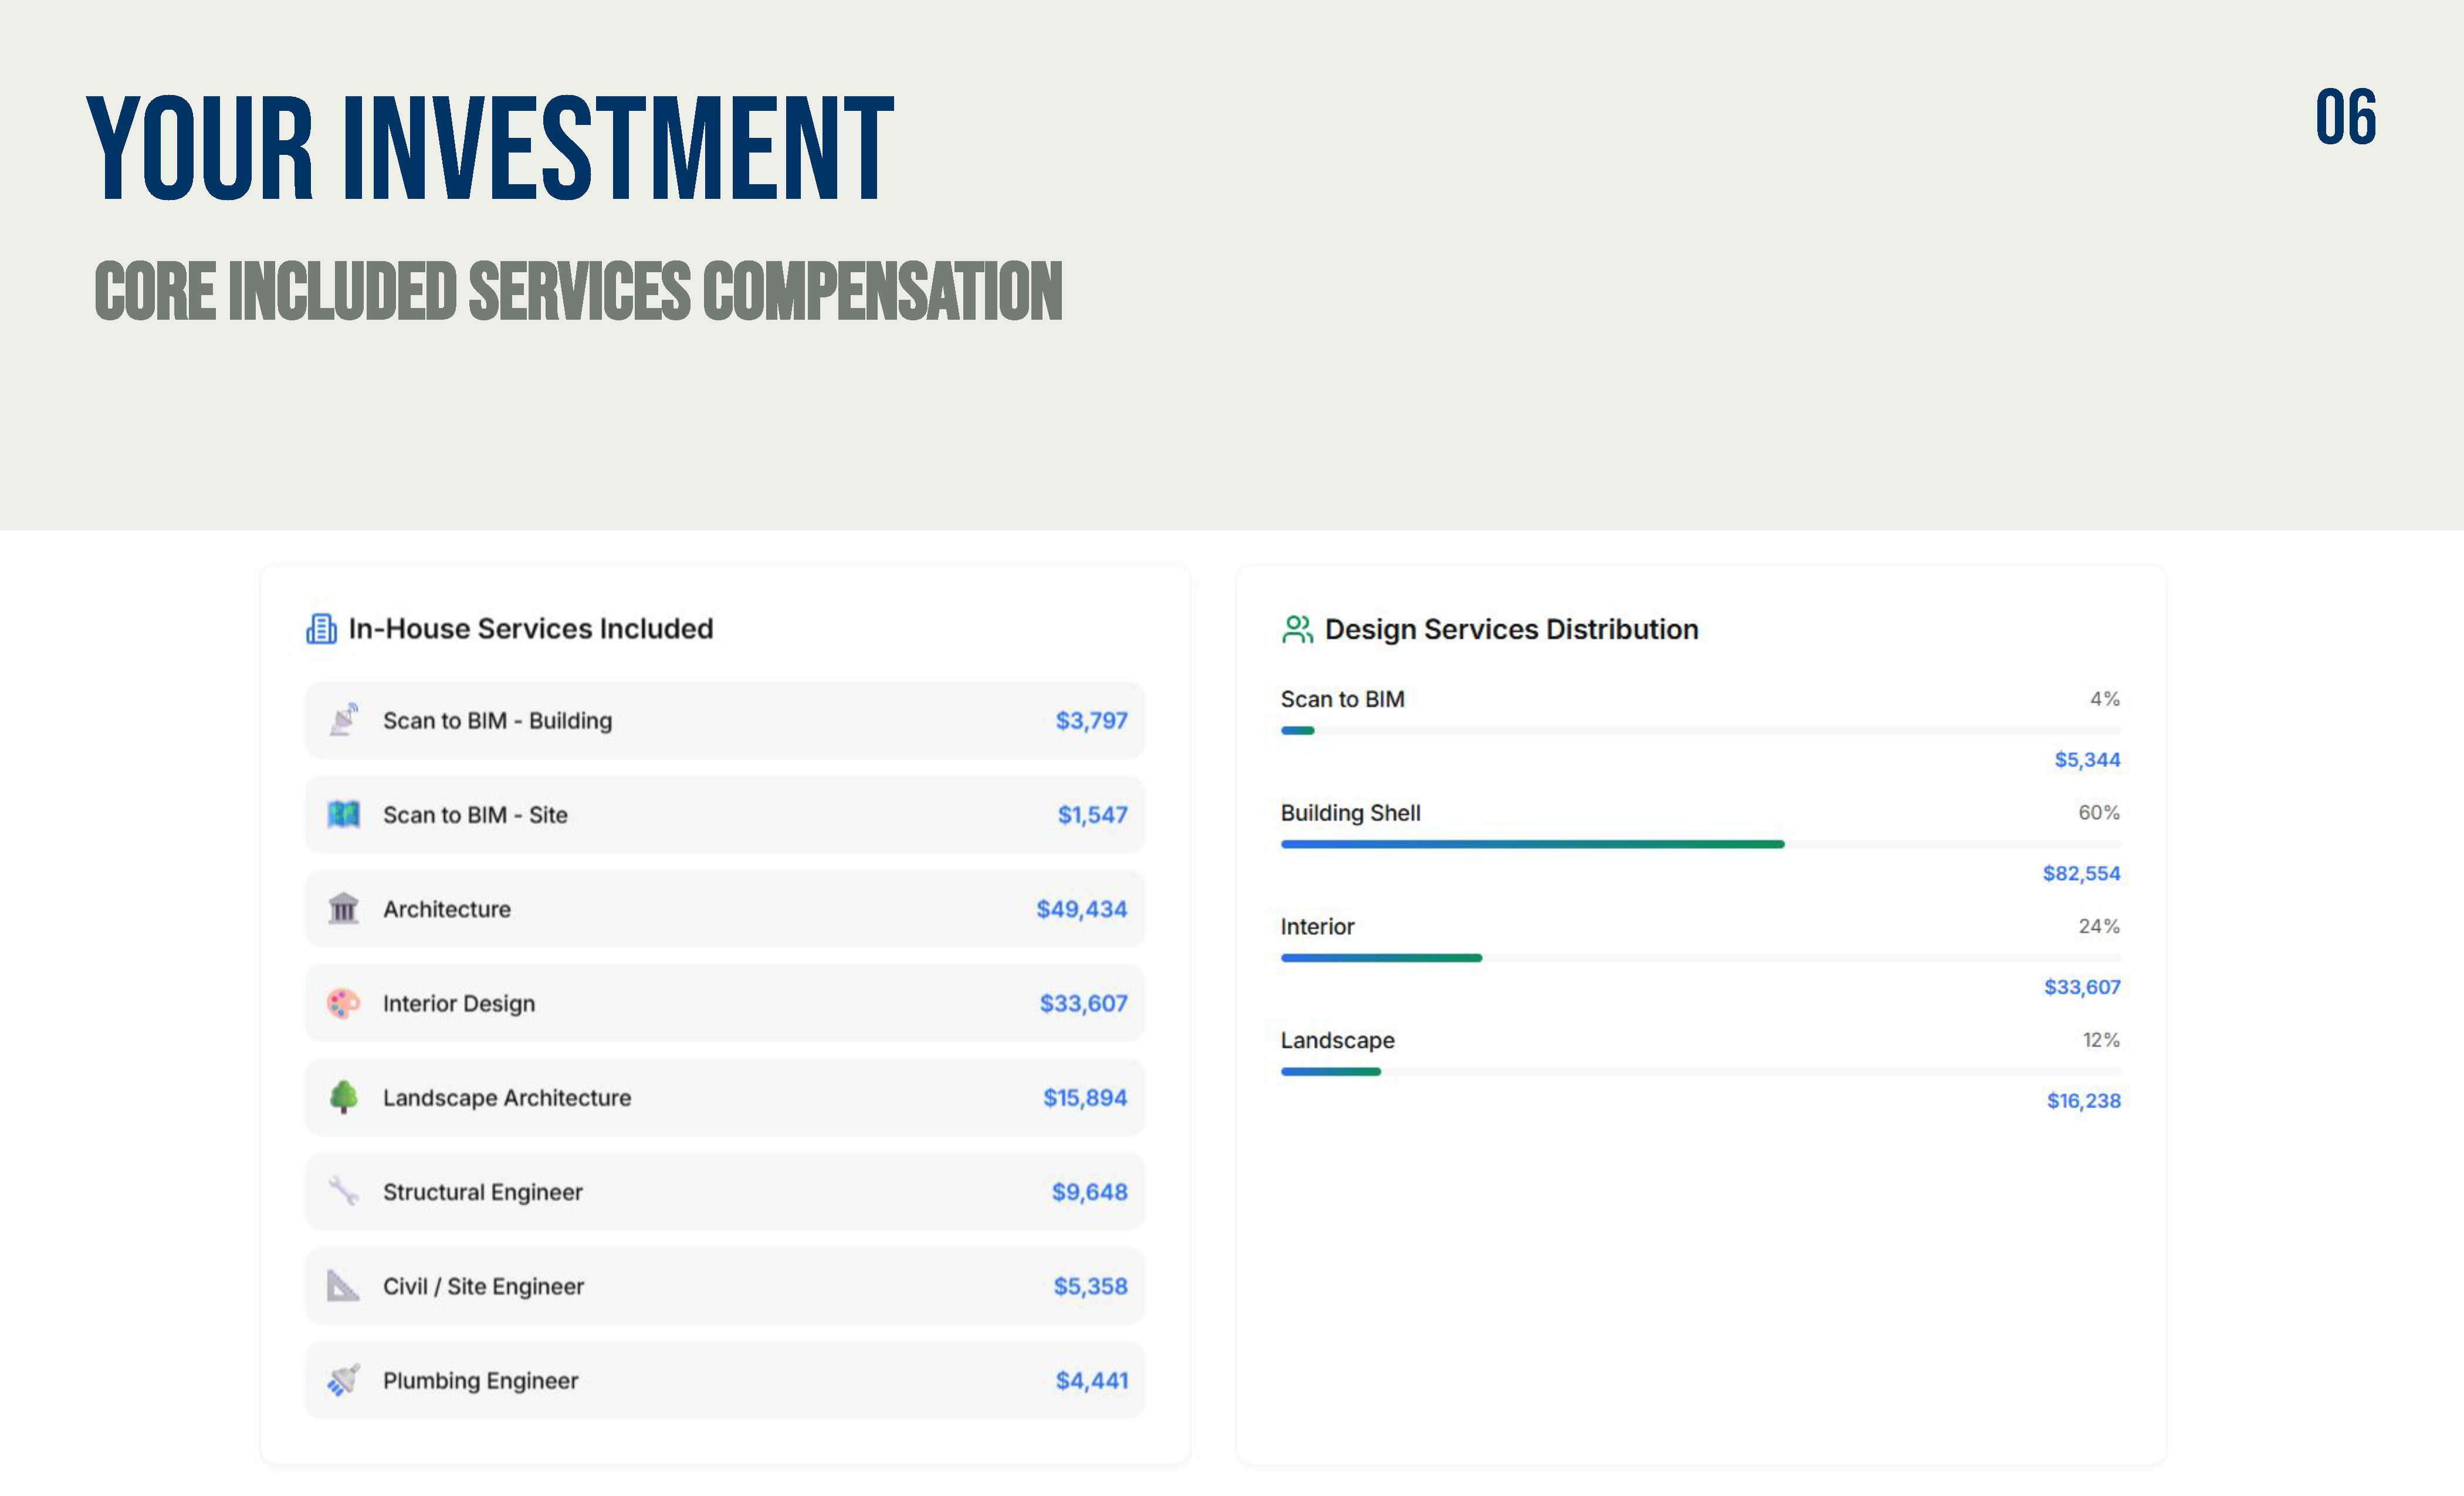 YOUR INVESTMENT
06
CORE INCLUDED SERVICES COMPENSATION
In-House Services Included
Scan to BIM - Building $3,797
Scan to BIM - Site $1,547
Architecture $49,434
Interior Design $33,607
Landscape Architecture $15,894
Structural Engineer $9,648
Civil / Site Engineer $5,358
Plumbing Engineer $4,441
Design Services Distribution
Scan to BIM 4%
$5,344
Building Shell 60%
$82,554
Interior 24%
$33,607
Landscape 12%
$16,238